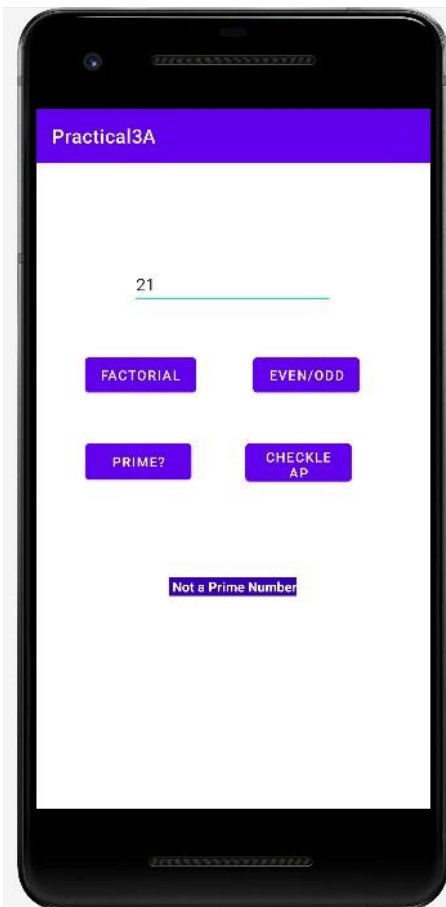 Practical3A
21
FACTORIAL
EVEN/ODD
PRIME?
CHECKLE
AP
Not a Prime Number